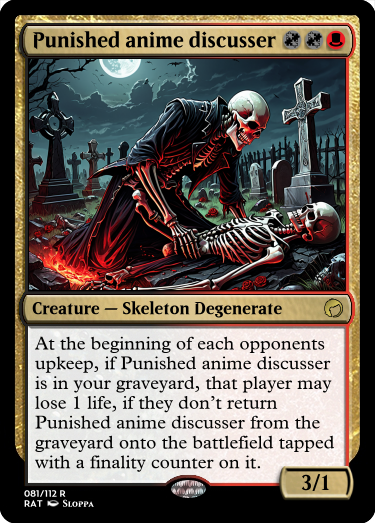 Punished anime discusser
Creature — Skeleton Degenerate
At the beginning of each opponents
upkeep, if Punished anime discusser
is in your graveyard, that player may
lose 1 life, if they don't return
Punished anime discusser from the
graveyard onto the battlefield tapped
with a finality counter on it.
3/1
081/112 R
RAT Sloppa